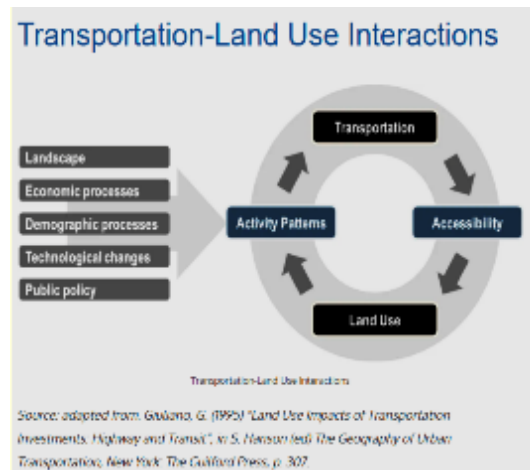 Transportation-Land Use Interactions
Transportation
Landscape
Economic processes
Demographic processes
Technological changes
Public policy
Activity Patterns
Accessibility
Land Use
Transportation-Land Use Interactions
Source: adapted from: Giuliano, G. (1995) "Land Use Impacts of Transportation
Investments: Highway and Transit", in S. Hanson (ed) The Geography of Urban
Transportation, New York: The Guilford Press, p. 307.